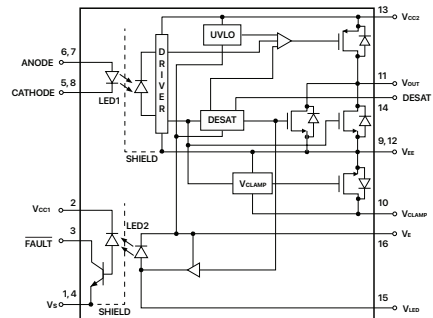 13
VCC2
UVLO
6, 7
ANODE
DRIVER
11
VOUT
5, 8
CATHODE
LED1
DESAT
DESAT
14
9, 12
VEE
SHIELD
VCLAMP
2
VCC1
10
VCLAMP
3
FAULT
LED2
VE
16
1, 4
VS
SHIELD
15
VLED